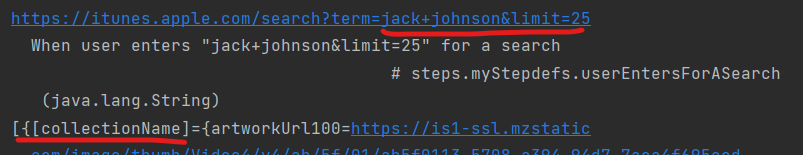 https://itunes.apple.com/search?term=jack+johnson&limit=25
When user enters "jack+johnson&limit=25" for a search
# steps.myStepdefs.userEntersForASearch
(java.lang.String)
[{[collectionName]={artworkUrl100=https://is1-ssl.mzstatic